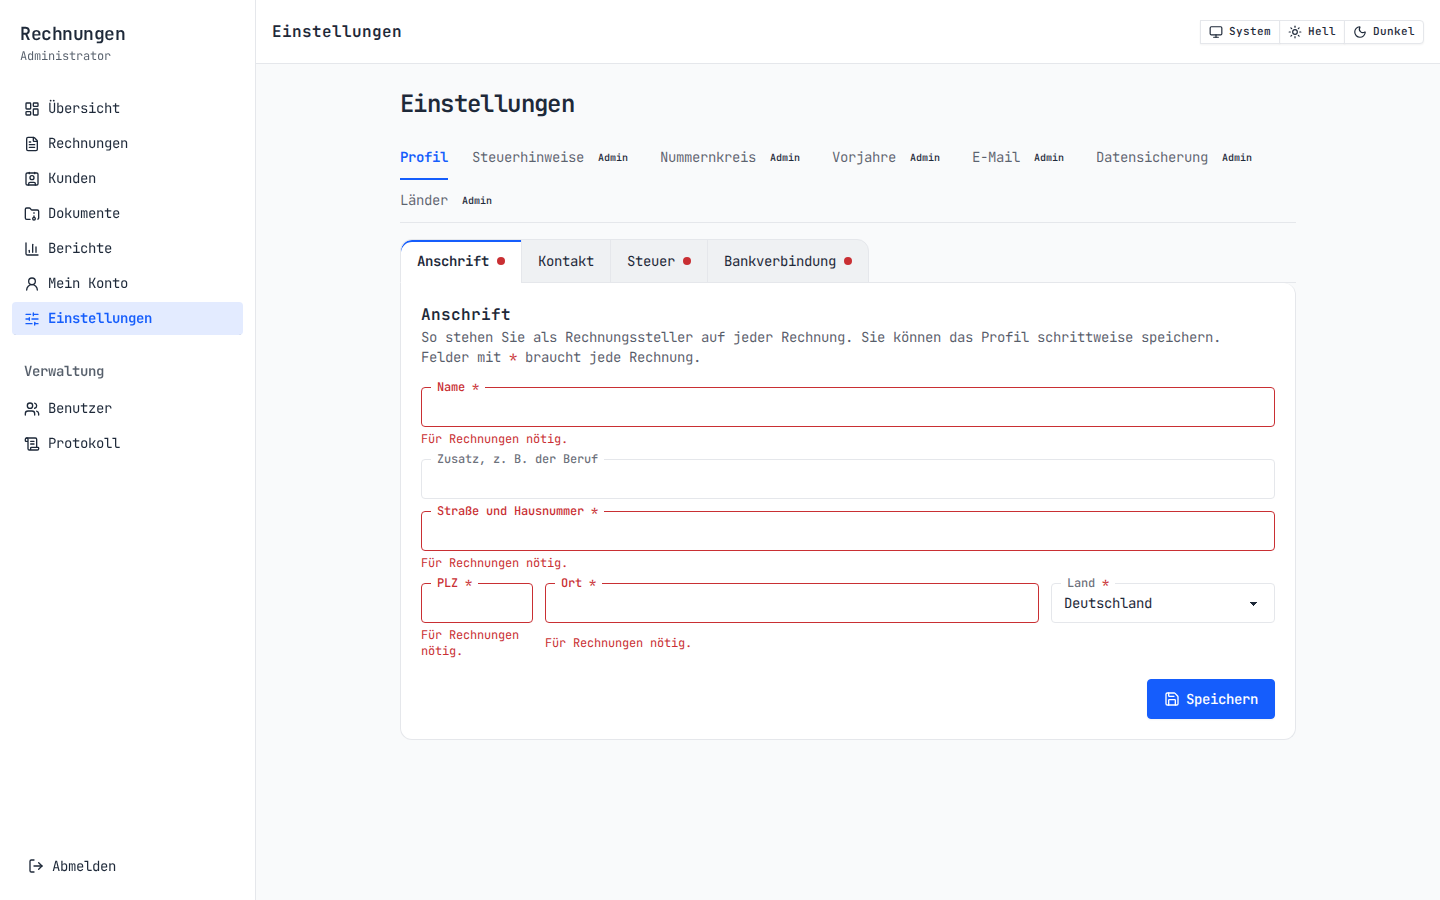 Rechnungen
Administrator
Übersicht
Rechnungen
Kunden
Dokumente
Berichte
Mein Konto
Einstellungen
Verwaltung
Benutzer
Protokoll
Abmelden
Einstellungen
System Hell Dunkel
Einstellungen
Profil Steuerhinweise Admin Nummernkreis Admin Vorjahre Admin E-Mail Admin Datensicherung Admin
Länder Admin
Anschrift Kontakt Steuer Bankverbindung
Anschrift
So stehen Sie als Rechnungssteller auf jeder Rechnung. Sie können das Profil schrittweise speichern.
Felder mit * braucht jede Rechnung.
Name *
Für Rechnungen nötig.
Zusatz, z. B. der Beruf
Straße und Hausnummer *
Für Rechnungen nötig.
PLZ * Ort * Land *
Deutschland
Für Rechnungen
nötig.
Für Rechnungen nötig.
Speichern